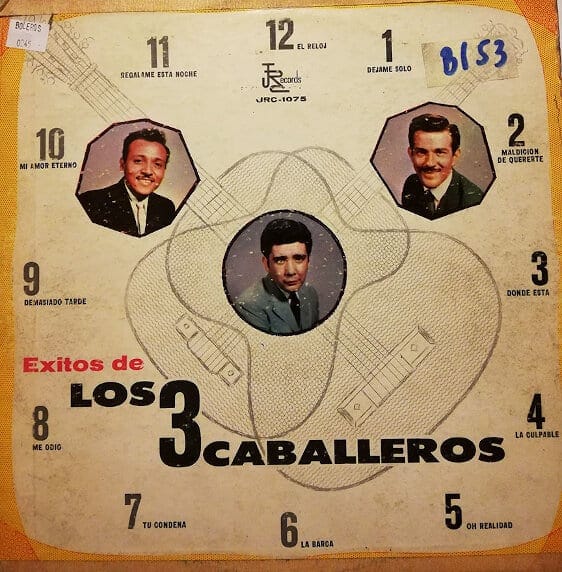 BOLEROS
0045
12 EL RELOJ
11
REGALAME ESTA NOCHE
1
DEJAME SOLO
8153
JRC Records
JRC-1075
10
MI AMOR ETERNO
2
MALDICION
DE QUERERTE
9
DEMASIADO TARDE
3
DONDE ESTA
Exitos de
LOS 3 CABALLEROS
8
ME ODIO
4
LA CULPABLE
7 TU CONDENA
6 LA BARCA
5 OH REALIDAD